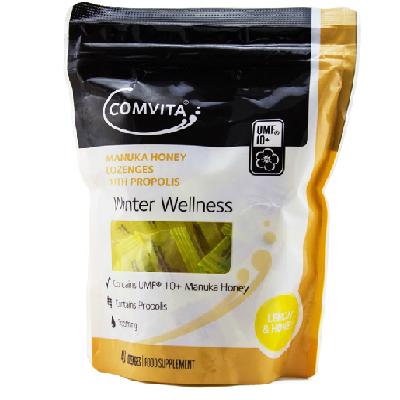 COMVITA®
UMF®
10+
MANUKA HONEY
LOZENGES
WITH PROPOLIS
Winter Wellness
Contains UMF® 10+ Manuka Honey
Contains Propolis
Soothing
LEMON
& HONEY
LOZENGES | FOOD SUPPLEMENT